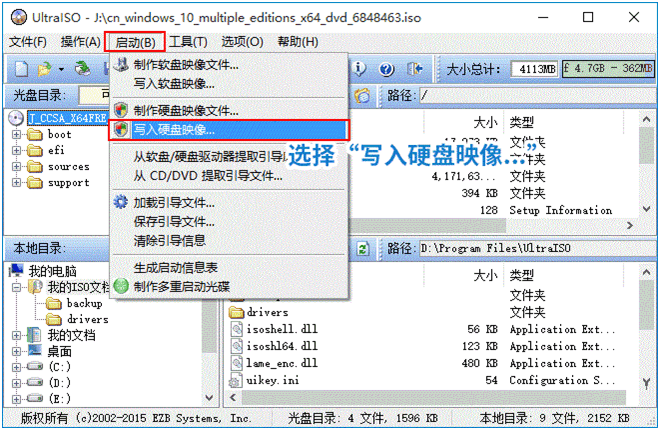 UltraISO - J:\cn_windows_10_multiple_editions_x64_dvd_6848463.iso
文件(F) 操作(A) 启动(B) 工具(T) 选项(O) 帮助(H)
大小总计: 4113MB £ 4.7GB - 362MB
光盘目录: 可 路径: /
制作软盘映像文件...
写入软盘映像...
制作硬盘映像文件...
写入硬盘映像...
从软盘/硬盘驱动器提取引导
从 CD/DVD 提取引导文件...
加载引导文件...
保存引导文件...
清除引导信息
生成启动信息表
制作多重启动光碟
选择“写入硬盘映像...”
J_CCSA_X64FRE
boot
efi
sources
support
大小 类型
文件夹
文件夹
4,171,63... 文件夹
394 KB 文件夹
128 Setup Information
本地目录: 路径: D:\Program Files\UltraISO
我的电脑
我的ISO文档
backup
drivers
我的文档
桌面
(C:)
(D:)
(E:)
大小 类型
文件夹
drivers 文件夹
isoshell.dll 56 KB Application Ext...
isoshl64.dll 123 KB Application Ext...
lame_enc.dll 480 KB Application Ext...
uikey.ini 54 Configuration S...
版权所有 (c)2002-2015 EZB Systems, Inc. 光盘目录: 4 文件, 1596 KB 本地目录: 9 文件, 2152 KB